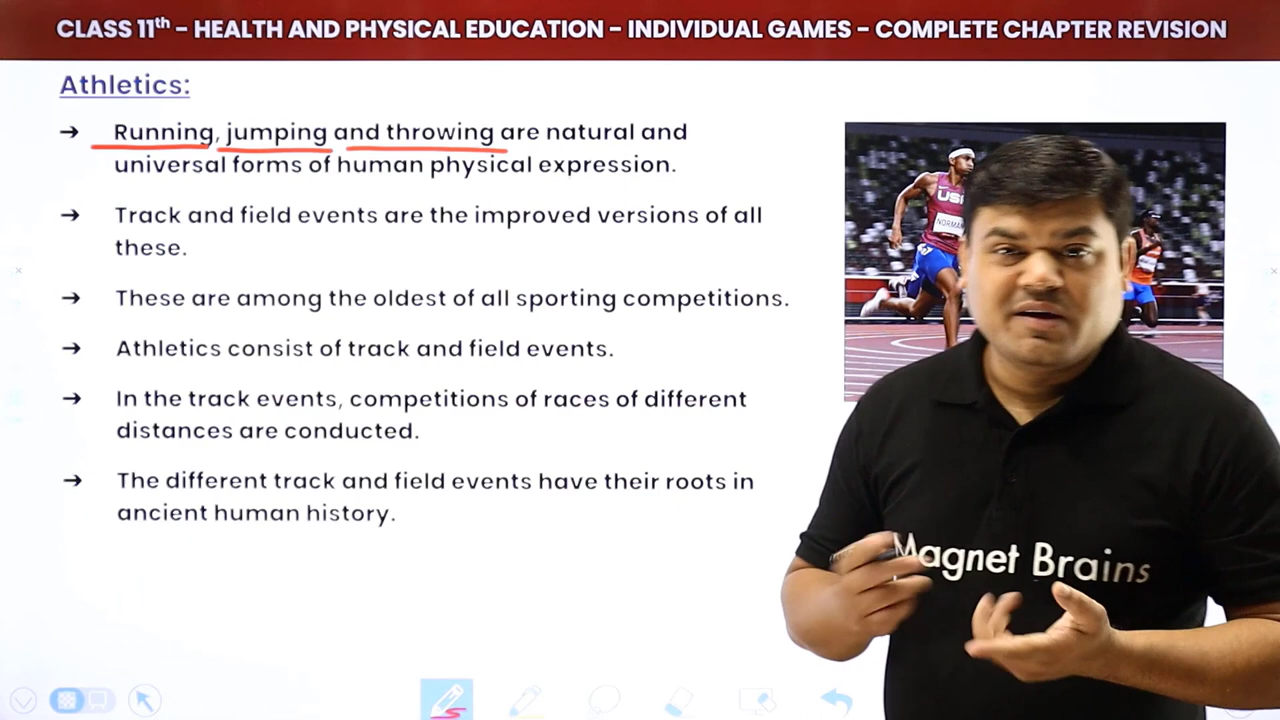 CLASS 11th – HEALTH AND PHYSICAL EDUCATION – INDIVIDUAL GAMES – COMPLETE CHAPTER REVISION
Athletics:
➔ Running, jumping and throwing are natural and
universal forms of human physical expression.
➔ Track and field events are the improved versions of all
these.
➔ These are among the oldest of all sporting competitions.
➔ Athletics consist of track and field events.
➔ In the track events, competitions of races of different
distances are conducted.
➔ The different track and field events have their roots in
ancient human history.
NORMAN
Magnet Brains